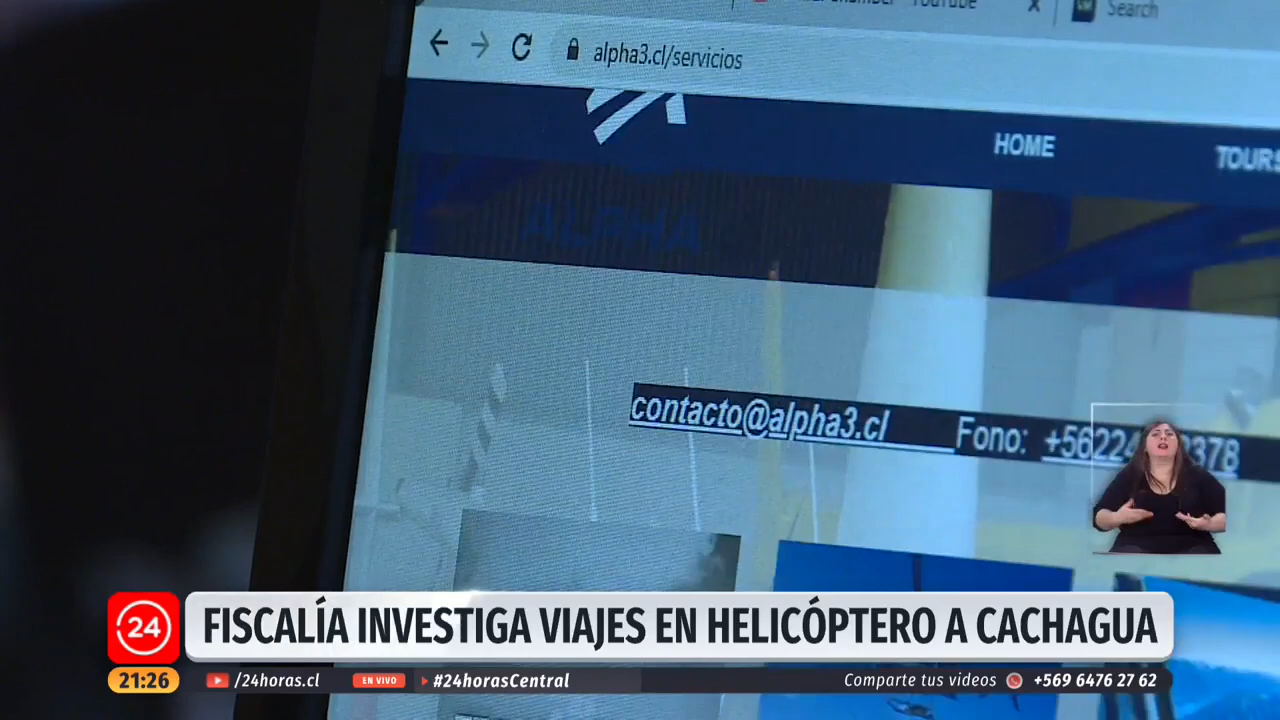 YouTube
Search
alpha3.cl/servicios
HOME
TOURS
ALPHA
contacto@alpha3.cl Fono:
FISCALÍA INVESTIGA VIAJES EN HELICÓPTERO A CACHAGUA
24
21:26 /24horas.cl EN VIVO #24horasCentral Comparte tus videos +569 6476 27 62